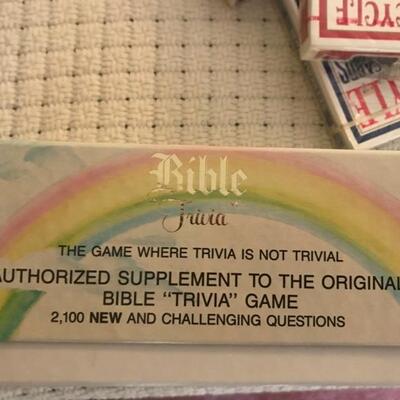 Bible
Trivia
THE GAME WHERE TRIVIA IS NOT TRIVIAL
AUTHORIZED SUPPLEMENT TO THE ORIGINAL
BIBLE "TRIVIA" GAME
2,100 NEW AND CHALLENGING QUESTIONS
CARDS